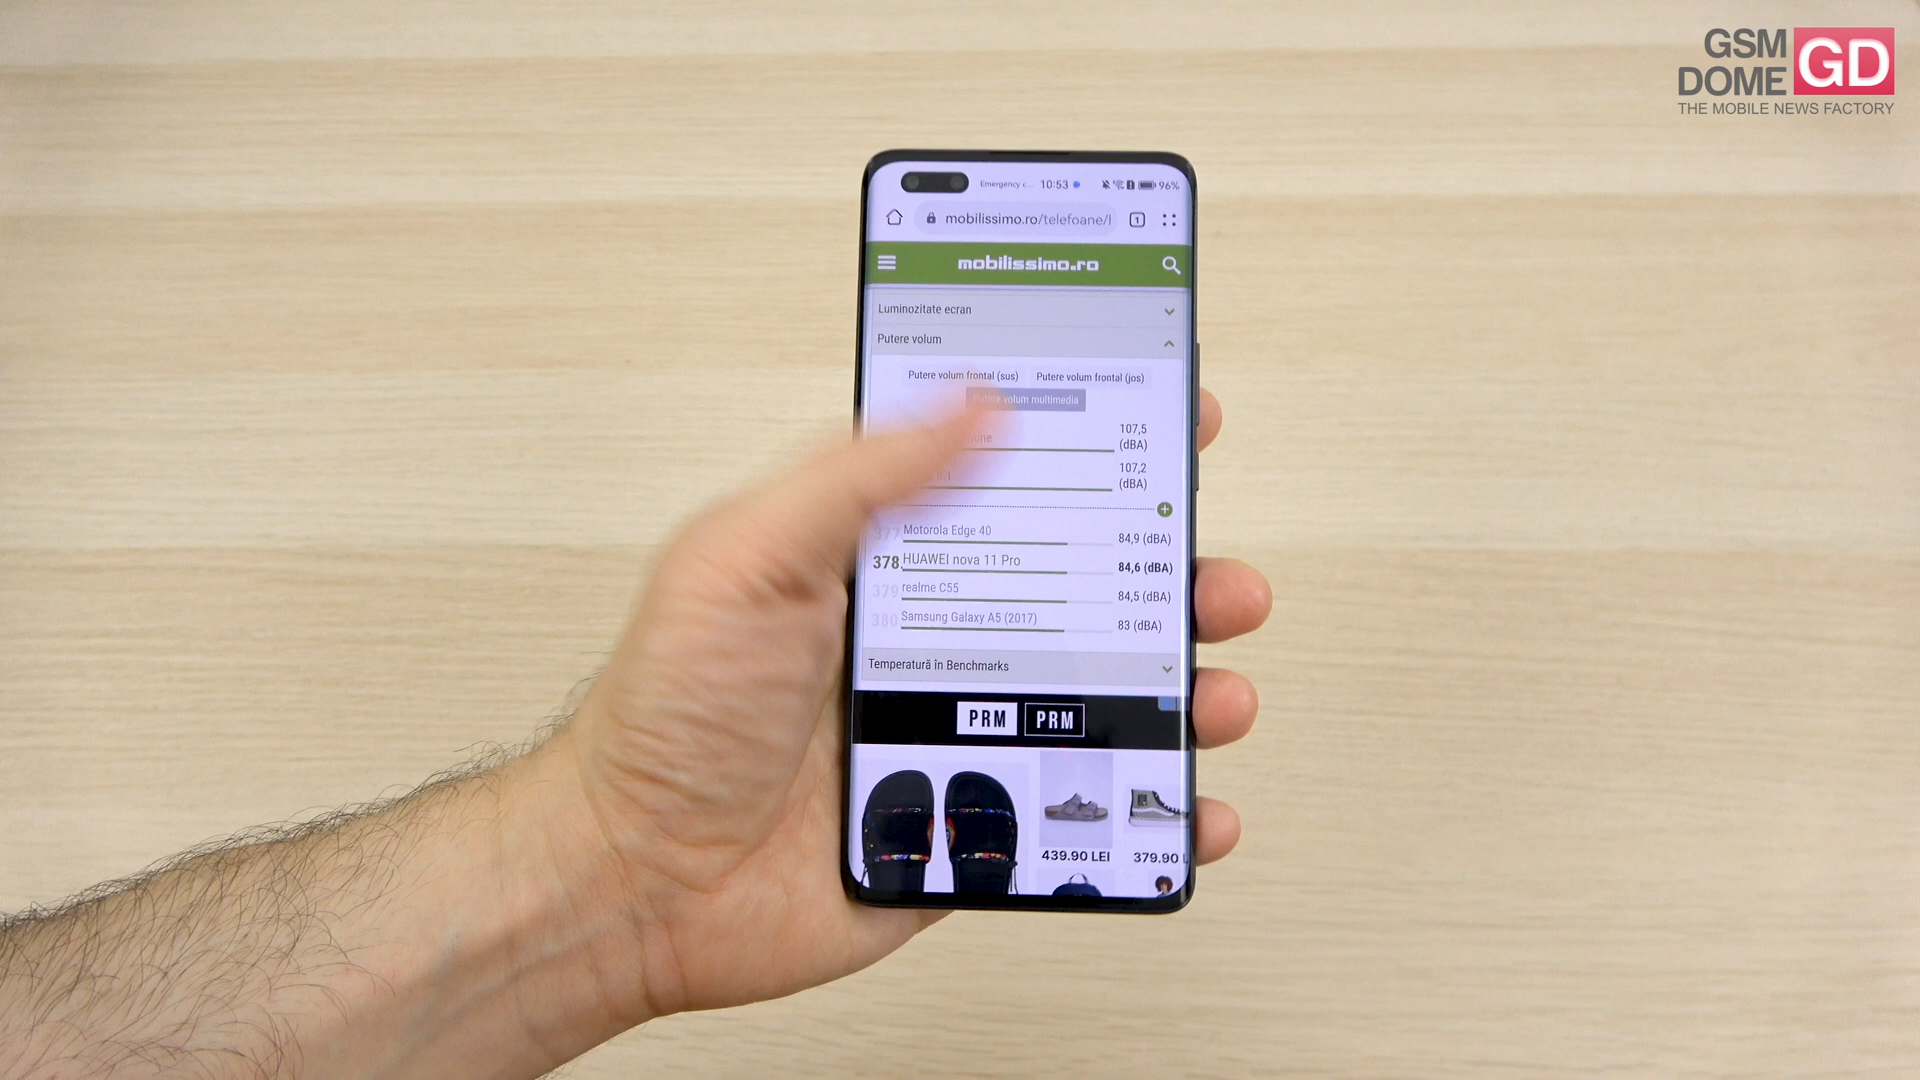 GSM
DOME GD
THE MOBILE NEWS FACTORY
Emergency c... 10:53 96%
mobilissimo.ro/telefoane/ 1
mobilissimo.ro
Luminozitate ecran
Putere volum
Putere volum frontal (sus) Putere volum frontal (jos)
Putere volum multimedia
107,5
(dBA)
107,2
(dBA)
377 Motorola Edge 40 84,9 (dBA)
378. HUAWEI nova 11 Pro 84,6 (dBA)
379 realme C55 84,5 (dBA)
380 Samsung Galaxy A5 (2017) 83 (dBA)
Temperatură în Benchmarks
PRM PRM
439.90 LEI 379.90 L